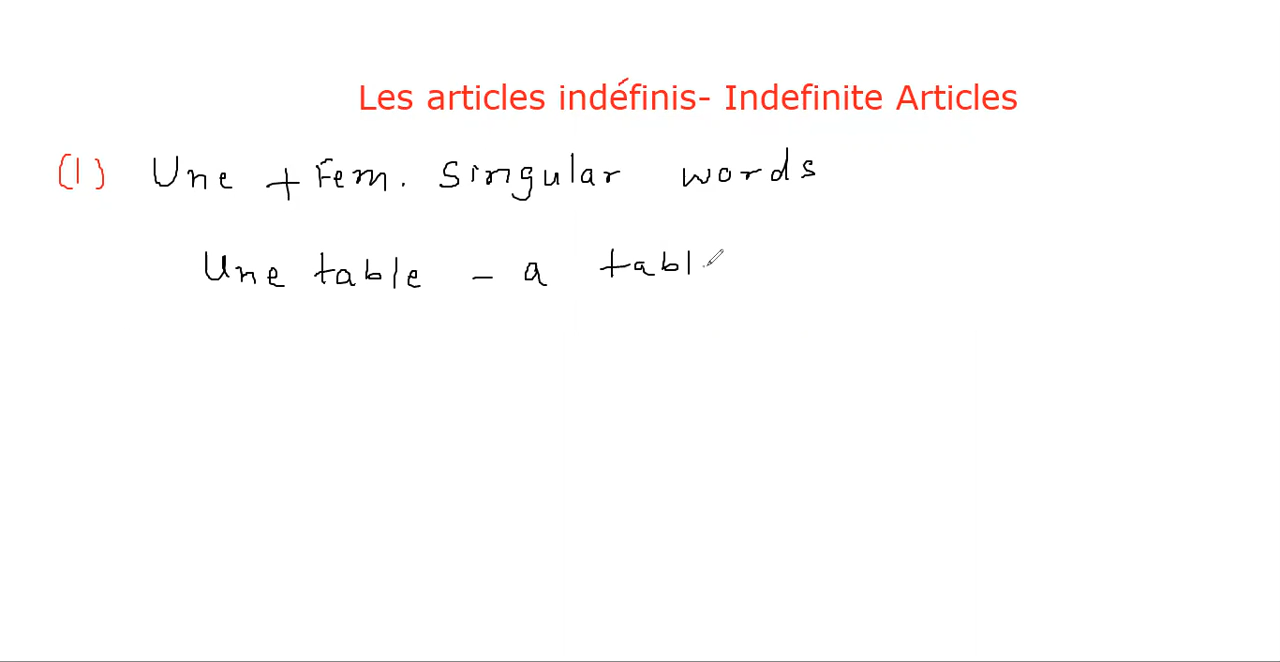 Les articles indéfinis- Indefinite Articles
(1) Une + Fem. Singular words
Une table - a tabl